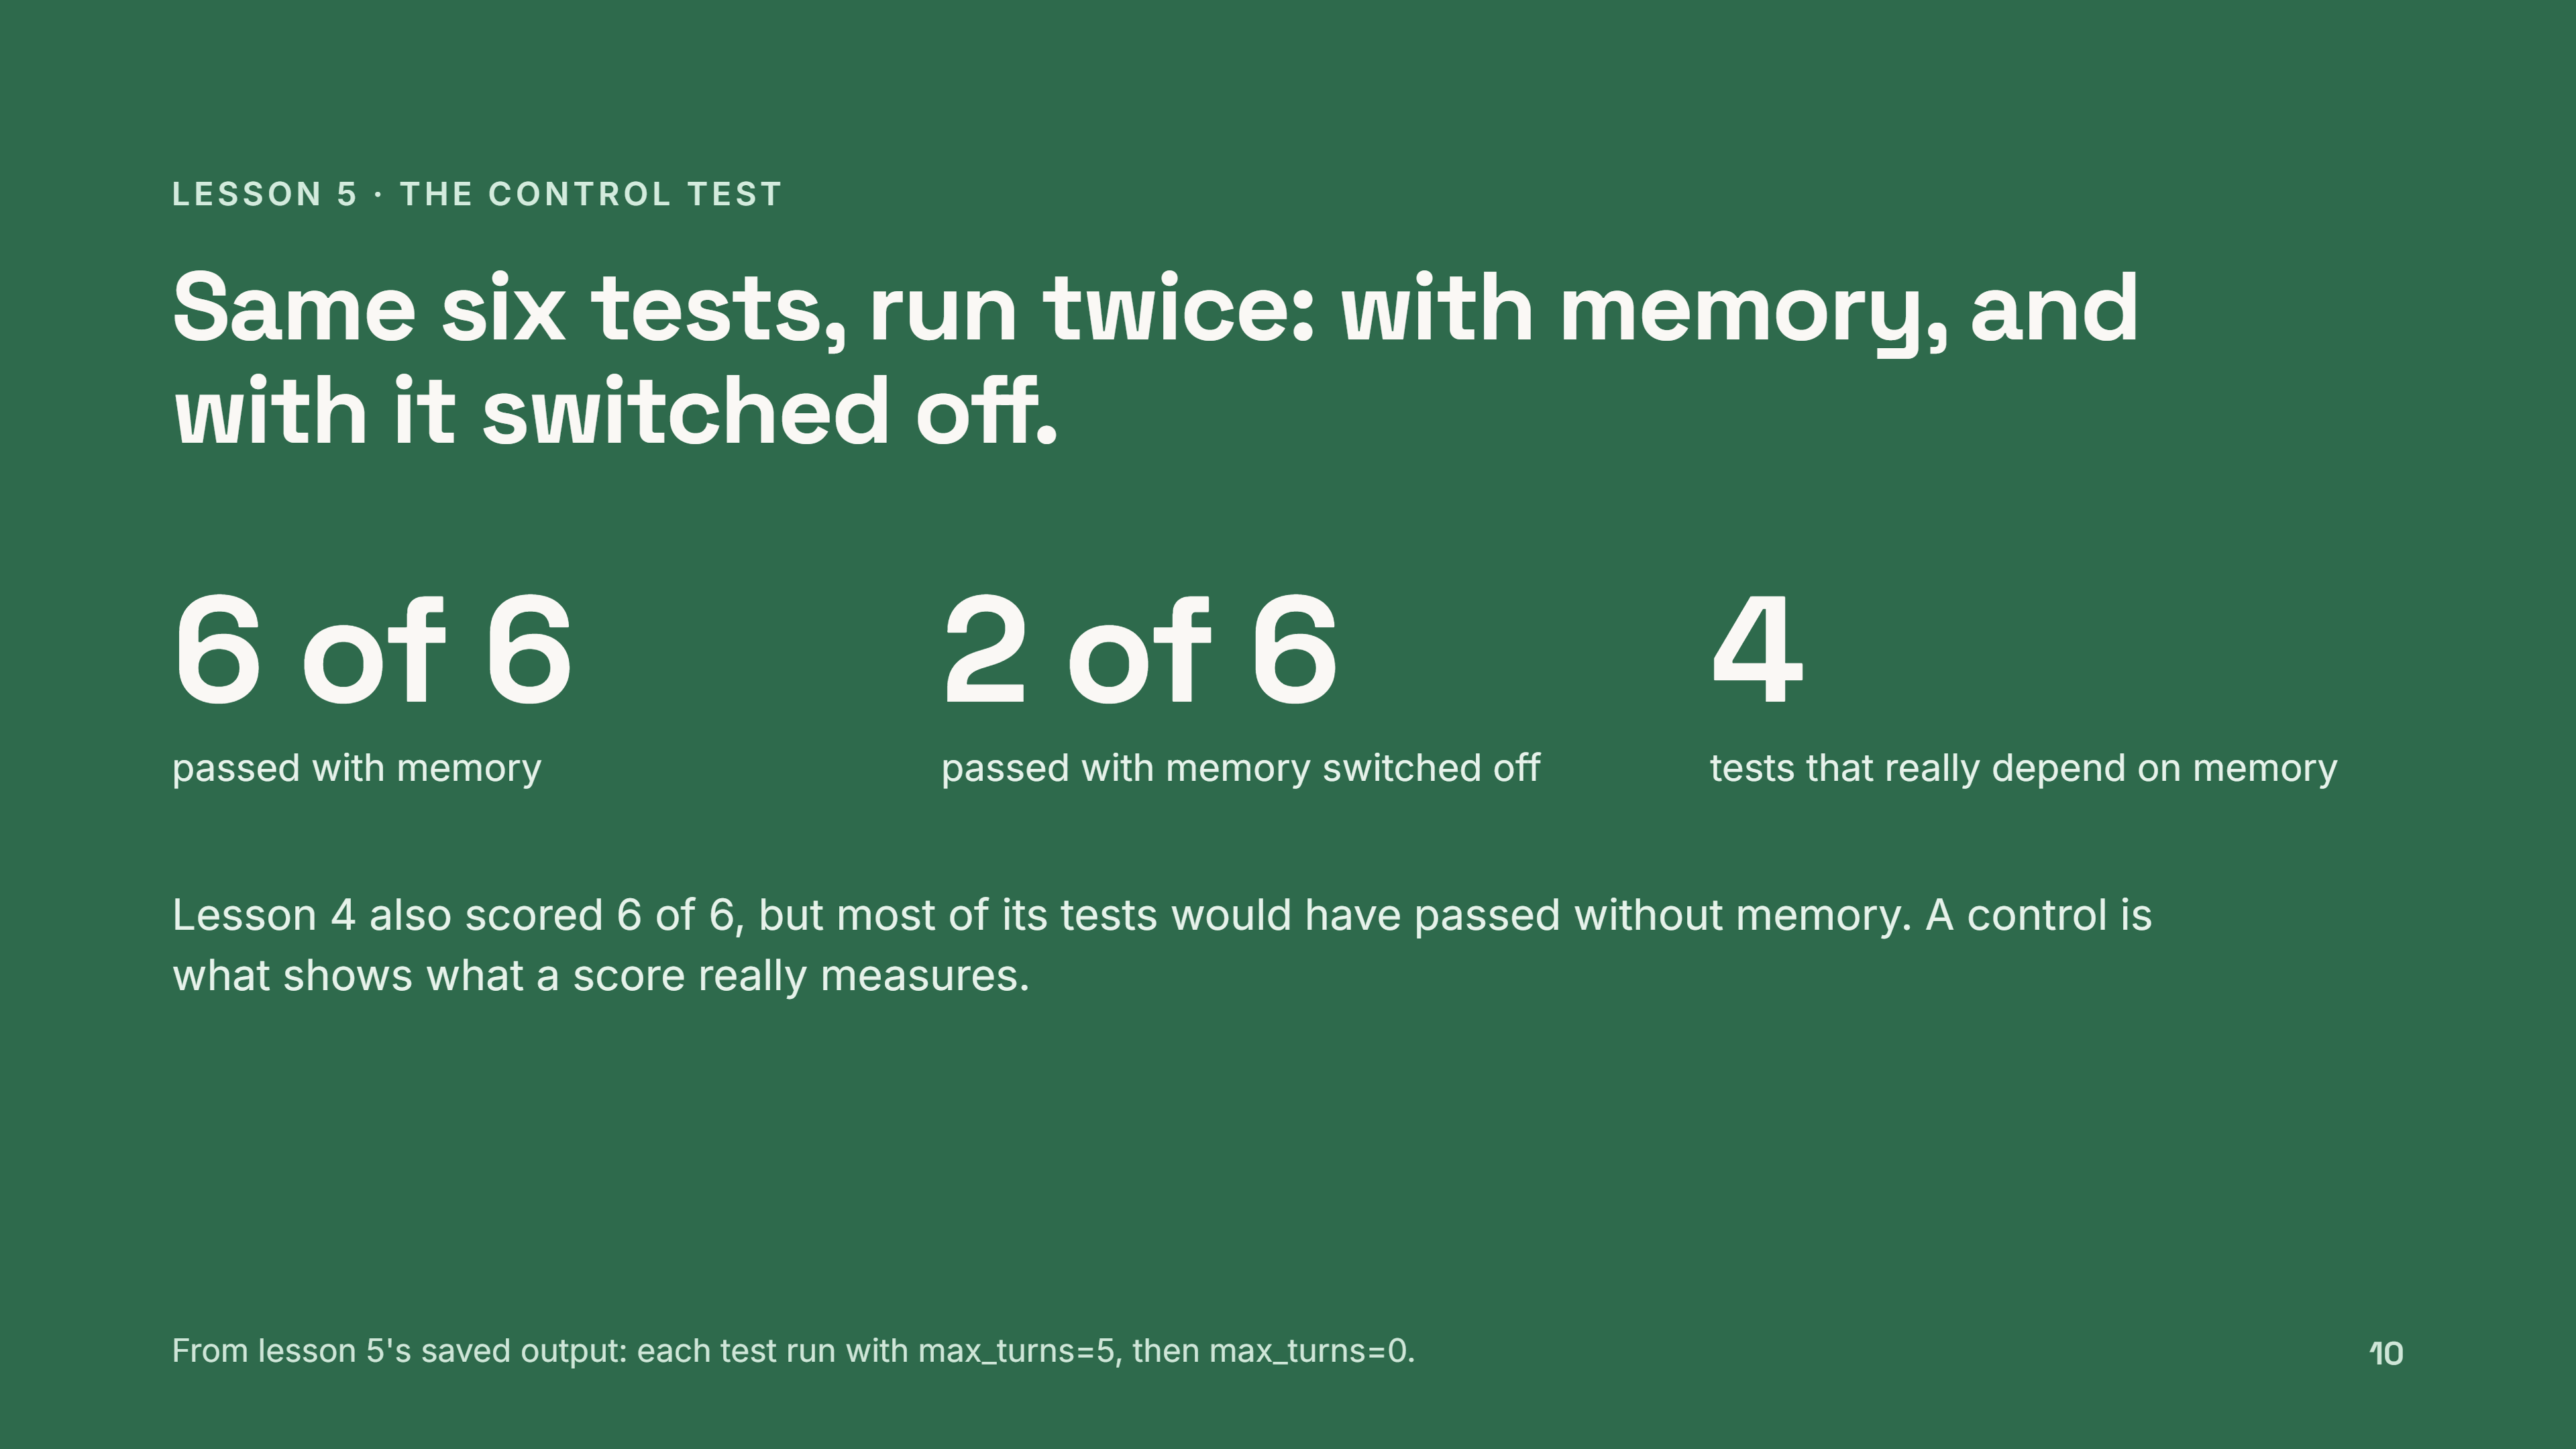 LESSON 5 · THE CONTROL TEST
Same six tests, run twice: with memory, and
with it switched off.
6 of 6
passed with memory
2 of 6
passed with memory switched off
4
tests that really depend on memory
Lesson 4 also scored 6 of 6, but most of its tests would have passed without memory. A control is
what shows what a score really measures.
From lesson 5's saved output: each test run with max_turns=5, then max_turns=0.
10